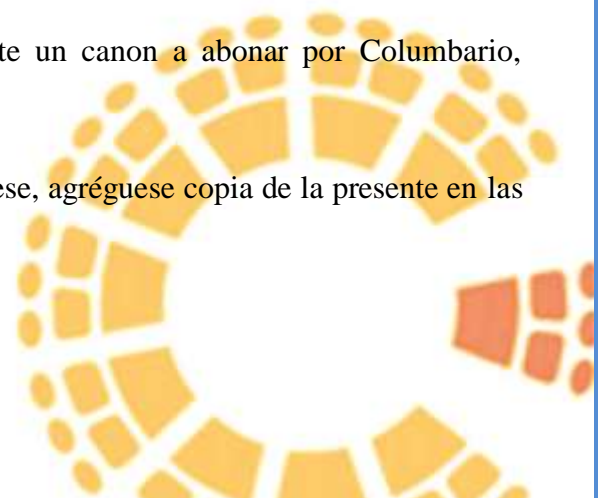 te un canon a abonar por Columbario,
ese, agréguese copia de la presente en las